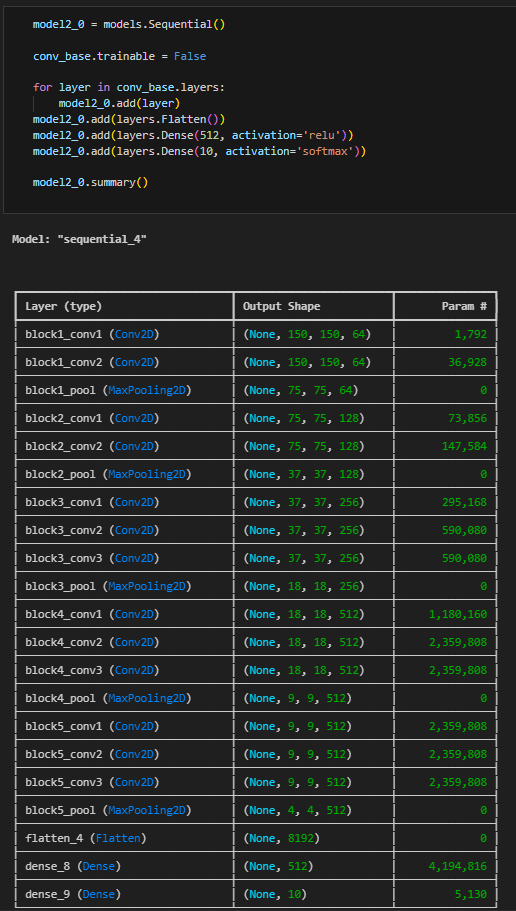 model2_0 = models.Sequential()
conv_base.trainable = False
for layer in conv_base.layers:
    model2_0.add(layer)
model2_0.add(layers.Flatten())
model2_0.add(layers.Dense(512, activation='relu'))
model2_0.add(layers.Dense(10, activation='softmax'))
model2_0.summary()
Model: "sequential_4"
Layer (type) Output Shape Param #
block1_conv1 (Conv2D) (None, 150, 150, 64) 1,792
block1_conv2 (Conv2D) (None, 150, 150, 64) 36,928
block1_pool (MaxPooling2D) (None, 75, 75, 64) 0
block2_conv1 (Conv2D) (None, 75, 75, 128) 73,856
block2_conv2 (Conv2D) (None, 75, 75, 128) 147,584
block2_pool (MaxPooling2D) (None, 37, 37, 128) 0
block3_conv1 (Conv2D) (None, 37, 37, 256) 295,168
block3_conv2 (Conv2D) (None, 37, 37, 256) 590,080
block3_conv3 (Conv2D) (None, 37, 37, 256) 590,080
block3_pool (MaxPooling2D) (None, 18, 18, 256) 0
block4_conv1 (Conv2D) (None, 18, 18, 512) 1,180,160
block4_conv2 (Conv2D) (None, 18, 18, 512) 2,359,808
block4_conv3 (Conv2D) (None, 18, 18, 512) 2,359,808
block4_pool (MaxPooling2D) (None, 9, 9, 512) 0
block5_conv1 (Conv2D) (None, 9, 9, 512) 2,359,808
block5_conv2 (Conv2D) (None, 9, 9, 512) 2,359,808
block5_conv3 (Conv2D) (None, 9, 9, 512) 2,359,808
block5_pool (MaxPooling2D) (None, 4, 4, 512) 0
flatten_4 (Flatten) (None, 8192) 0
dense_8 (Dense) (None, 512) 4,194,816
dense_9 (Dense) (None, 10) 5,130